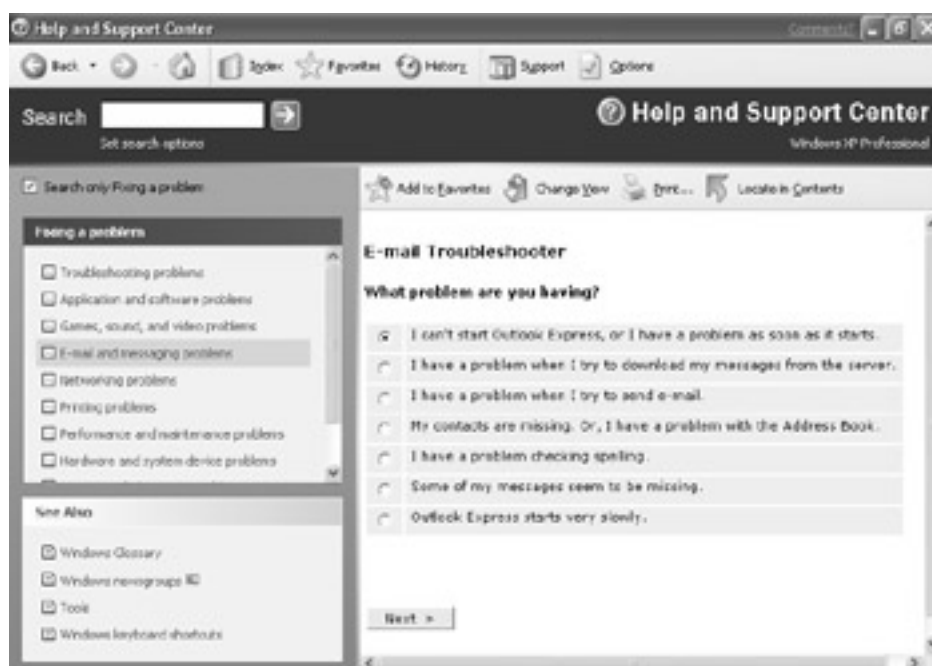 Help and Support Center
Comments?
Back Index Favorites History Support Options
Search
Set search options
Help and Support Center
Windows XP Professional
Search only Fixing a problem
Add to Favorites Change View Print... Locate in Contents
Fixing a problem
Troubleshooting problems
Application and software problems
Games, sound, and video problems
E-mail and messaging problems
Networking problems
Printing problems
Performance and maintenance problems
Hardware and system device problems
See Also
Windows Glossary
Windows newsgroups
Tools
Windows keyboard shortcuts
E-mail Troubleshooter
What problem are you having?
I can't start Outlook Express, or I have a problem as soon as it starts.
I have a problem when I try to download my messages from the server.
I have a problem when I try to send e-mail.
My contacts are missing. Or, I have a problem with the Address Book.
I have a problem checking spelling.
Some of my messages seem to be missing.
Outlook Express starts very slowly.
Next >